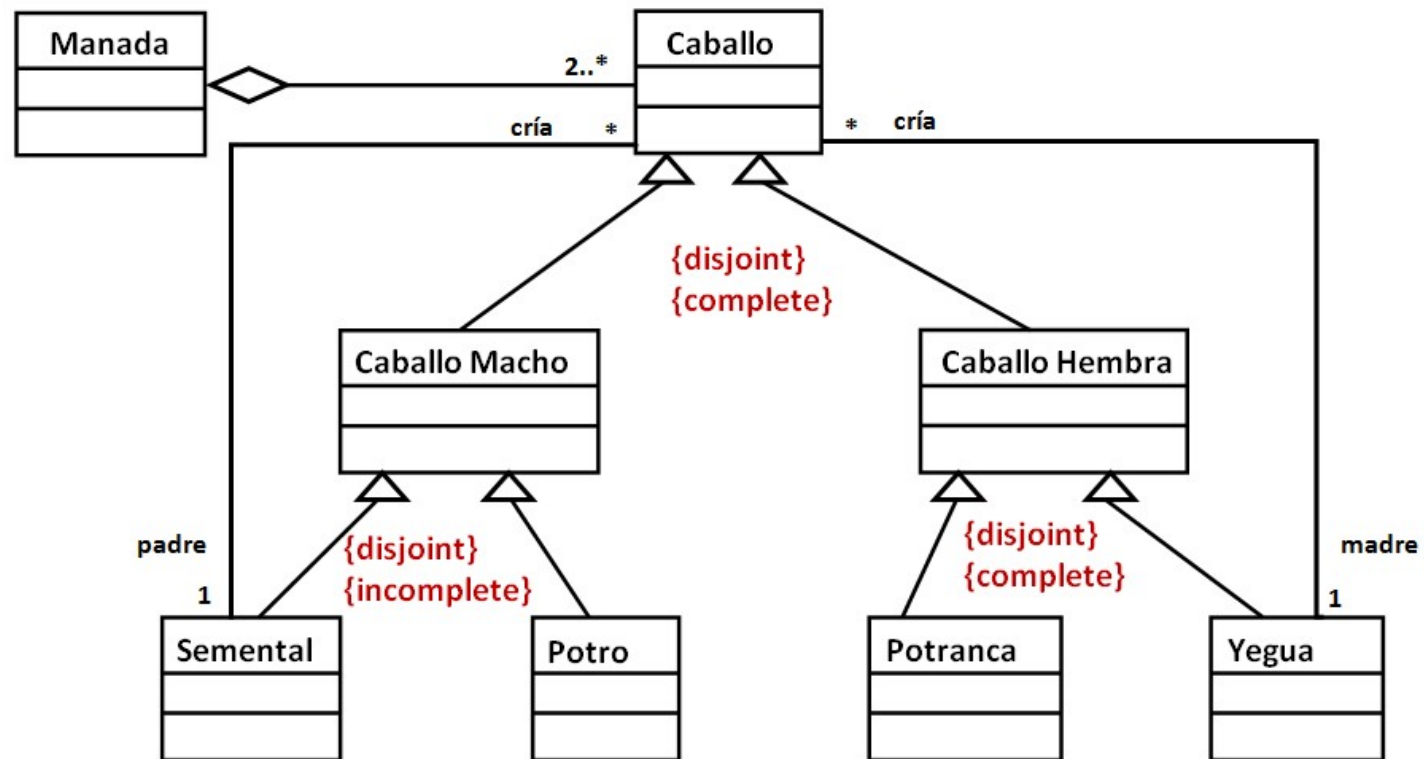 Manada
Caballo
2..*
cría *
* cría
{disjoint}
{complete}
Caballo Macho
Caballo Hembra
{disjoint}
{incomplete}
{disjoint}
{complete}
padre
1
madre
1
Semental
Potro
Potranca
Yegua